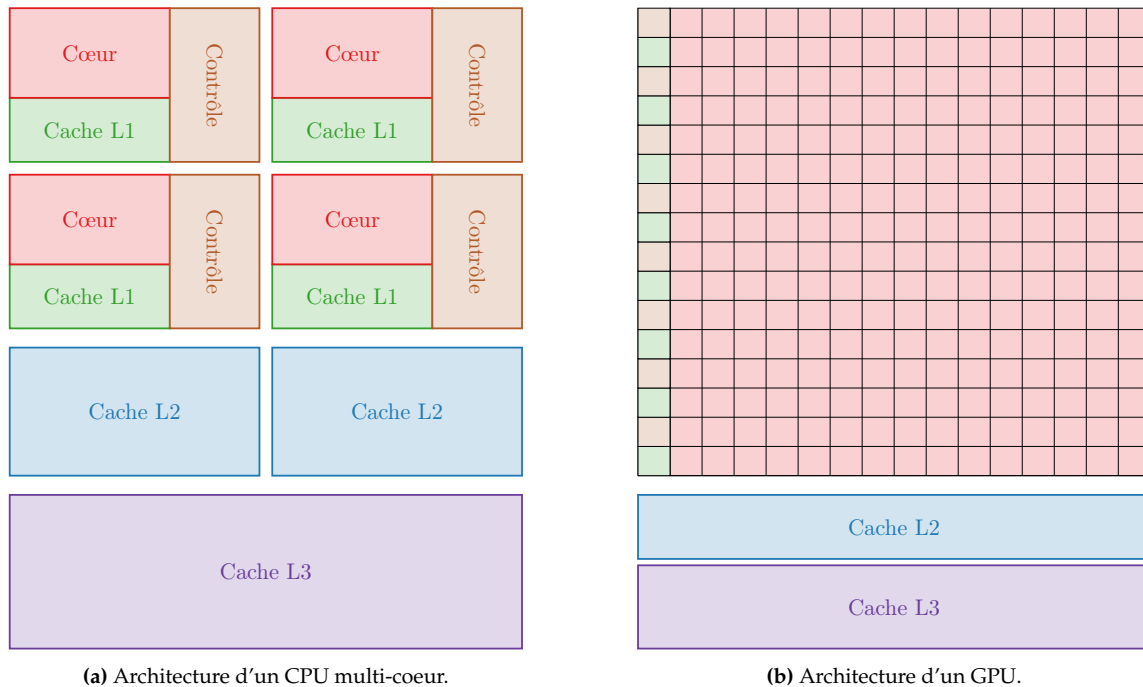 Cœur
Contrôle
Cache L1
Cœur
Contrôle
Cache L1
Cœur
Contrôle
Cache L1
Cœur
Contrôle
Cache L1
Cache L2
Cache L2
Cache L3
(a) Architecture d'un CPU multi-coeur.
Cache L2
Cache L3
(b) Architecture d'un GPU.